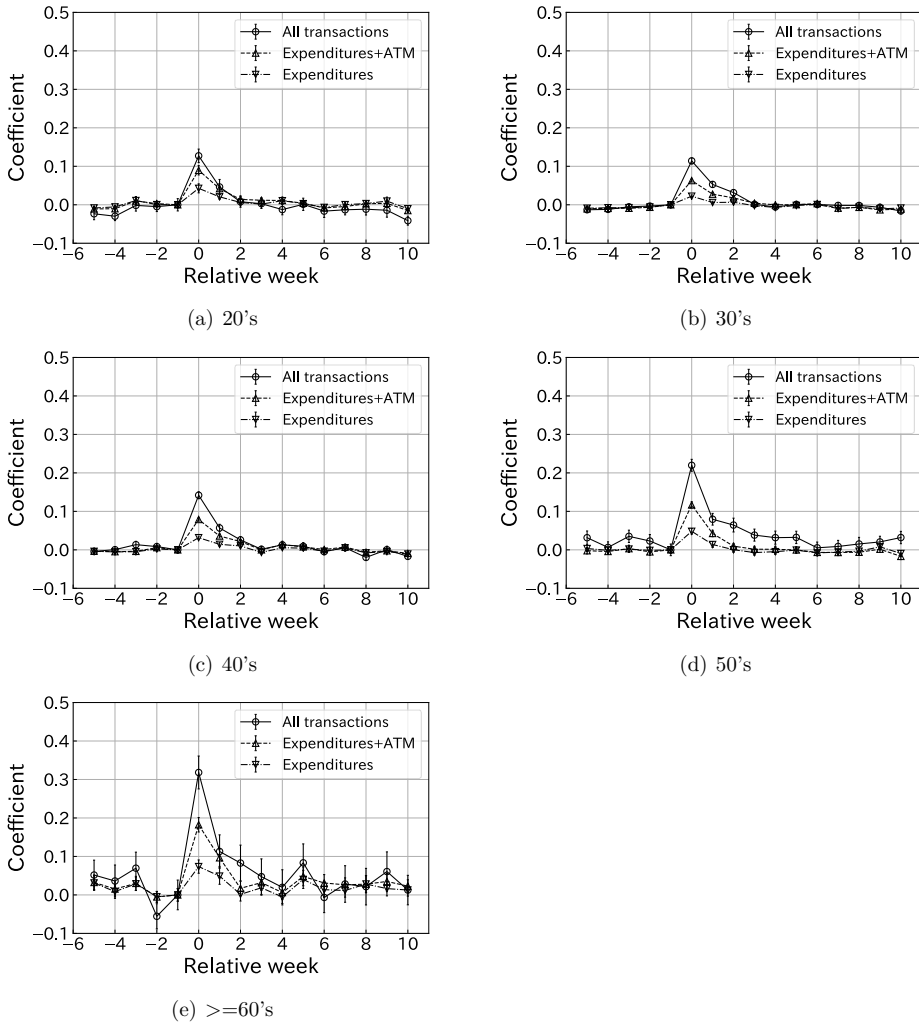 0.5
0.4
0.3
0.2
0.1
0.0
−0.1
Coefficient
All transactions
Expenditures+ATM
Expenditures
−6 −4 −2 0 2 4 6 8 10
Relative week
(a) 20's
0.5
0.4
0.3
0.2
0.1
0.0
−0.1
Coefficient
All transactions
Expenditures+ATM
Expenditures
−6 −4 −2 0 2 4 6 8 10
Relative week
(b) 30's
0.5
0.4
0.3
0.2
0.1
0.0
−0.1
Coefficient
All transactions
Expenditures+ATM
Expenditures
−6 −4 −2 0 2 4 6 8 10
Relative week
(c) 40's
0.5
0.4
0.3
0.2
0.1
0.0
−0.1
Coefficient
All transactions
Expenditures+ATM
Expenditures
−6 −4 −2 0 2 4 6 8 10
Relative week
(d) 50's
0.5
0.4
0.3
0.2
0.1
0.0
−0.1
Coefficient
All transactions
Expenditures+ATM
Expenditures
−6 −4 −2 0 2 4 6 8 10
Relative week
(e) >=60's